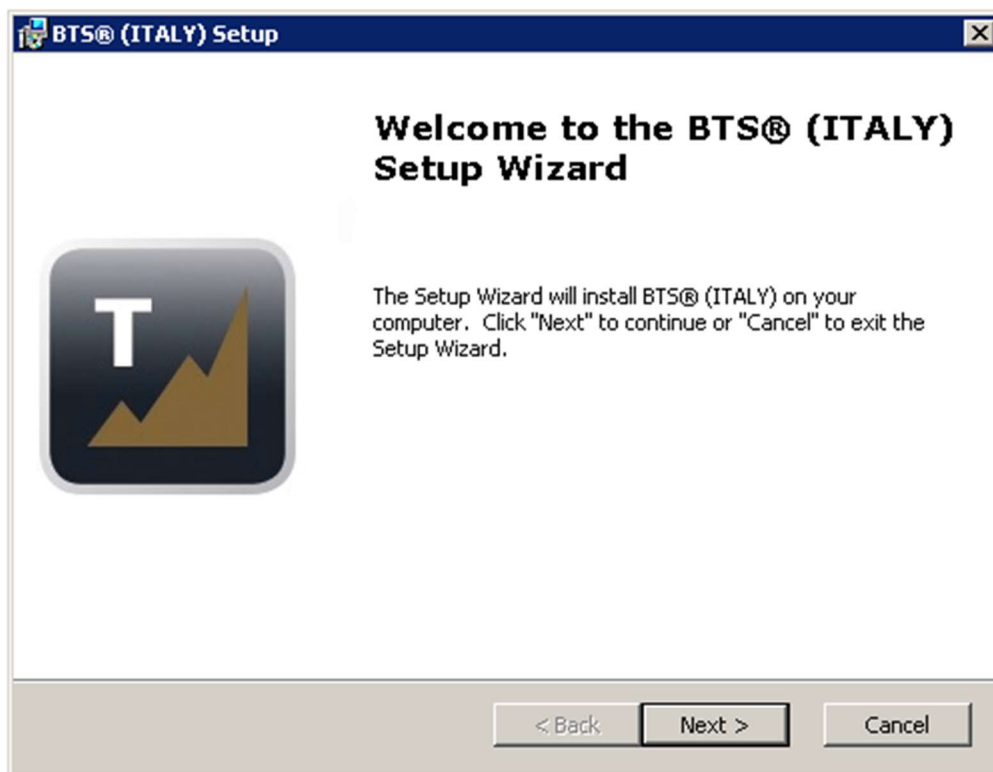 BTS® (ITALY) Setup
Welcome to the BTS® (ITALY)
Setup Wizard
T
The Setup Wizard will install BTS® (ITALY) on your
computer.  Click "Next" to continue or "Cancel" to exit the
Setup Wizard.
< Back
Next >
Cancel